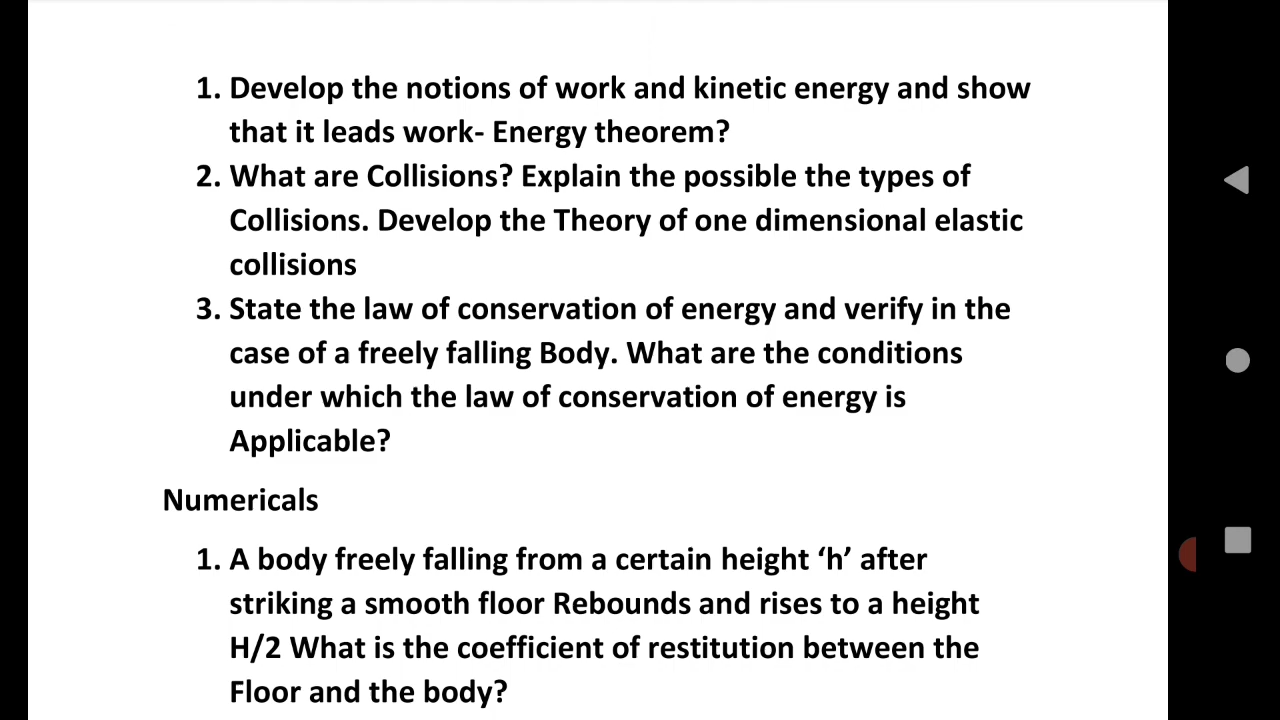 1. Develop the notions of work and kinetic energy and show
that it leads work- Energy theorem?
2. What are Collisions? Explain the possible the types of
Collisions. Develop the Theory of one dimensional elastic
collisions
3. State the law of conservation of energy and verify in the
case of a freely falling Body. What are the conditions
under which the law of conservation of energy is
Applicable?
Numericals
1. A body freely falling from a certain height ‘h’ after
striking a smooth floor Rebounds and rises to a height
H/2 What is the coefficient of restitution between the
Floor and the body?